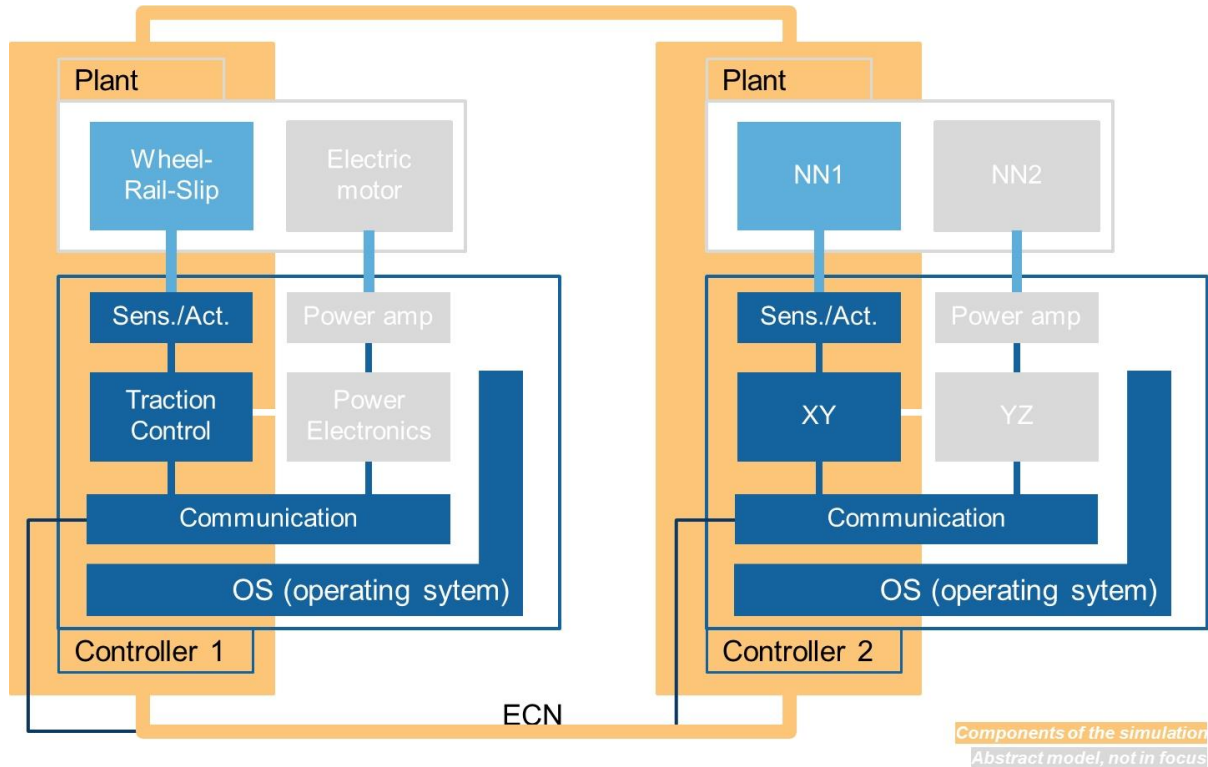 Plant
Wheel-
Rail-Slip
Electric
motor
Sens./Act.
Power amp
Traction
Control
Power
Electronics
Communication
OS (operating sytem)
Controller 1
Plant
NN1
NN2
Sens./Act.
Power amp
XY
YZ
Communication
OS (operating sytem)
Controller 2
ECN
Components of the simulation
Abstract model, not in focus